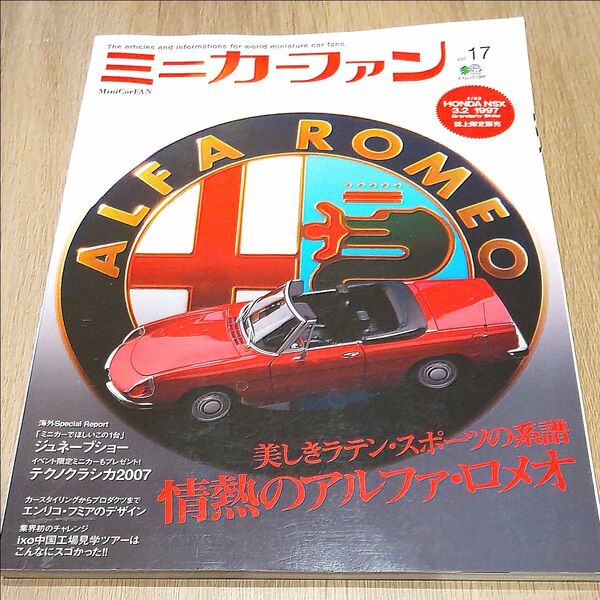 The articles and informations for world miniature car fans.
ミニカーファン
MiniCarFAN
vol. 17
1/43
HONDA NSX
3.2 1997
Grandprix White
誌上限定販売
ALFA ROMEO
海外Special Report
「ミニカーでほしいこの1台」
ジュネーブショー
イベント限定ミニカーもプレゼント!
テクノクラシカ2007
カースタイリングからプロダクツまで
エンリコ・フミアのデザイン
業界初のチャレンジ
ixo中国工場見学ツアーは
こんなにスゴかった!!
美しきラテン・スポーツの系譜
情熱のアルファ・ロメオ